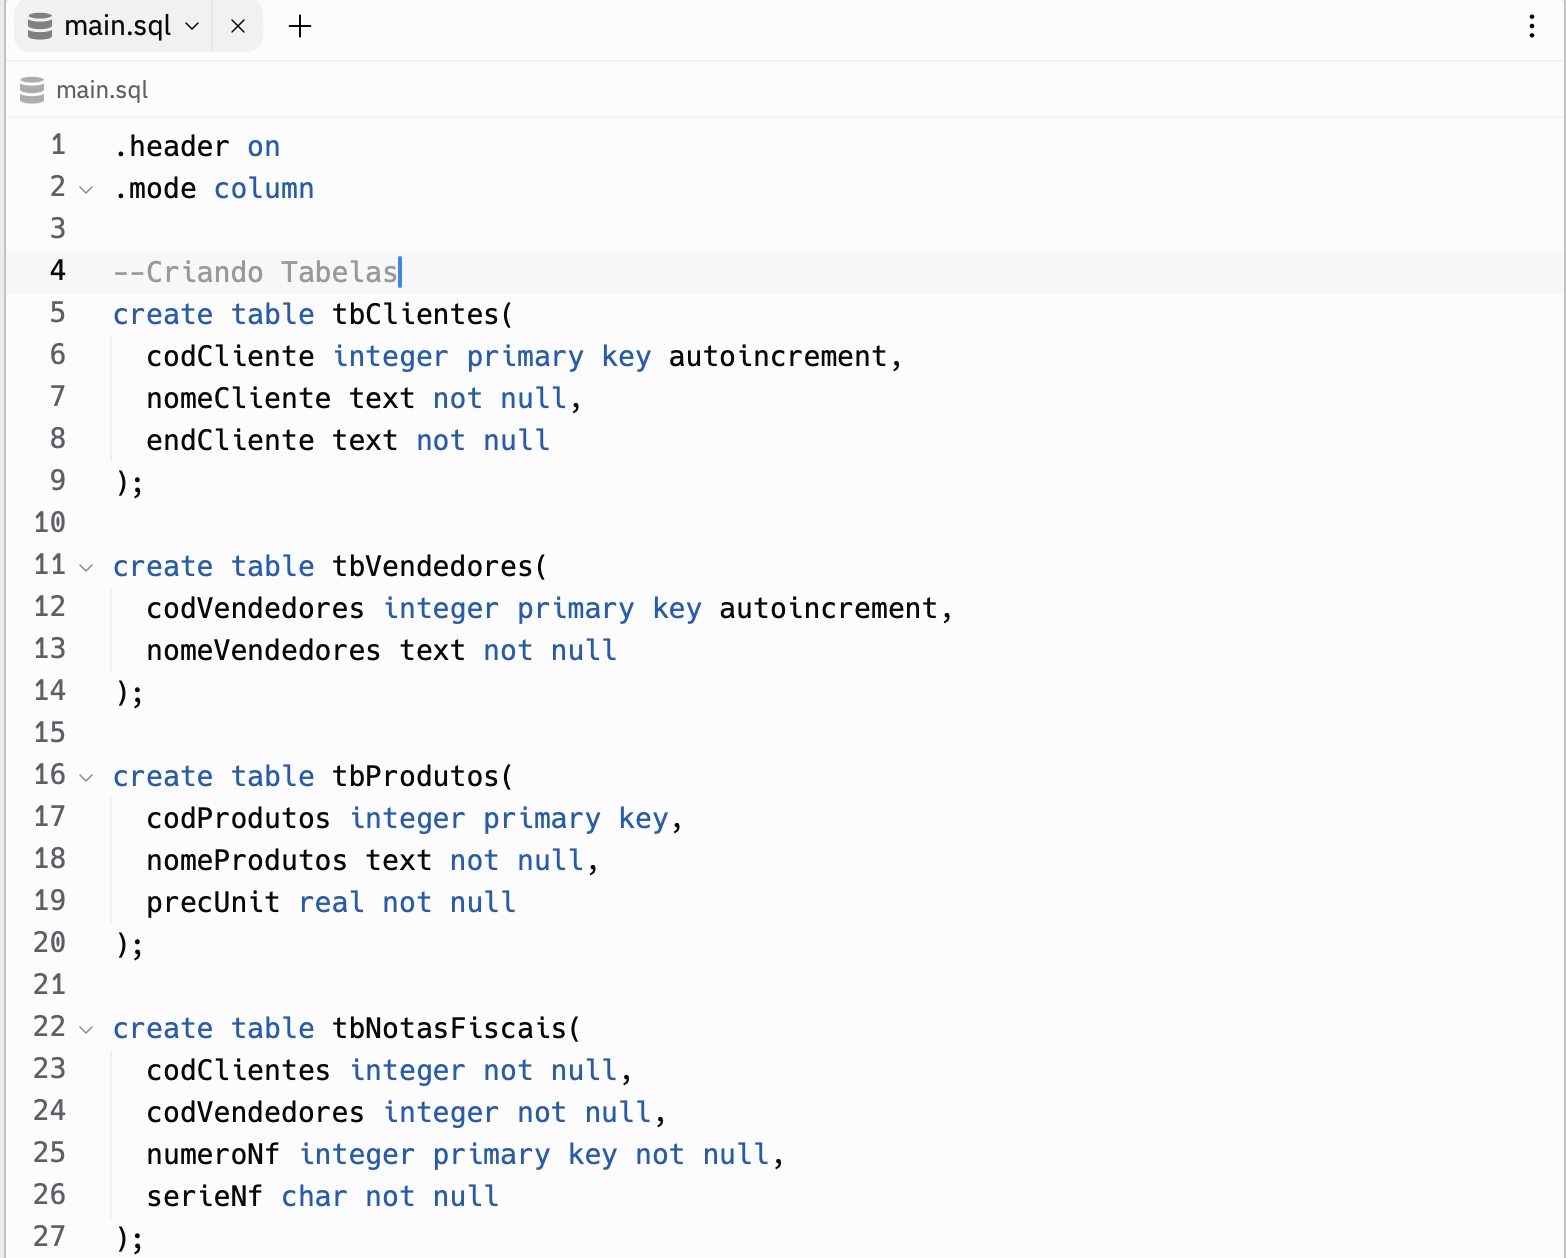 main.sql
main.sql
1 .header on
2 .mode column
3
4 --Criando Tabelas
5 create table tbClientes(
6   codCliente integer primary key autoincrement,
7   nomeCliente text not null,
8   endCliente text not null
9 );
10
11 create table tbVendedores(
12   codVendedores integer primary key autoincrement,
13   nomeVendedores text not null
14 );
15
16 create table tbProdutos(
17   codProdutos integer primary key,
18   nomeProdutos text not null,
19   precUnit real not null
20 );
21
22 create table tbNotasFiscais(
23   codClientes integer not null,
24   codVendedores integer not null,
25   numeroNf integer primary key not null,
26   serieNf char not null
27 );